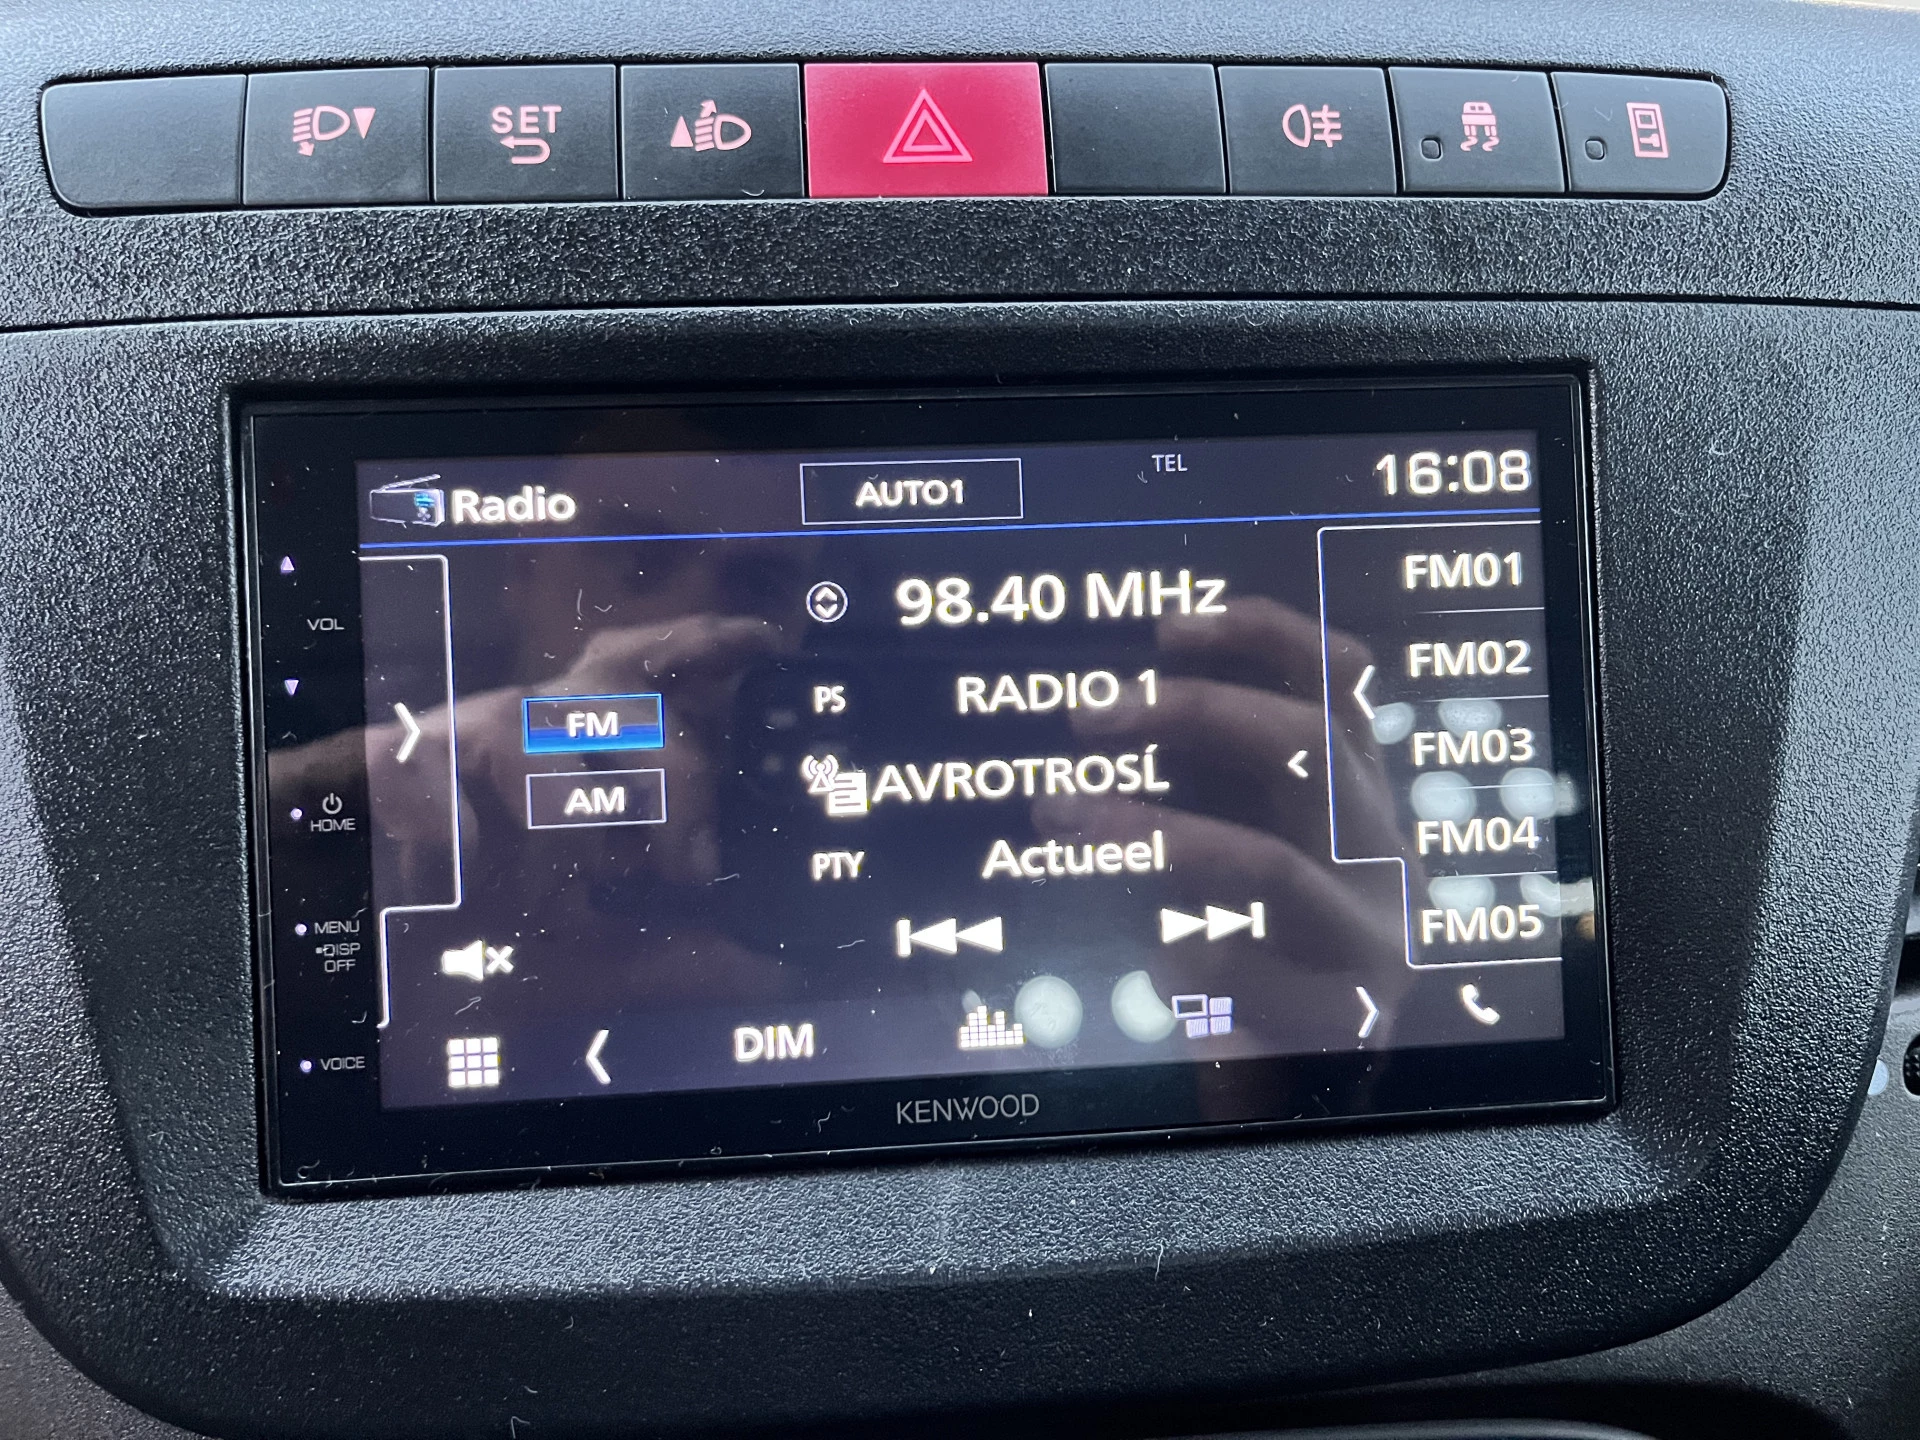 SET
Radio
AUTO1
TEL
16:08
VOL
98.40 MHz
FM01
PS
RADIO 1
FM02
FM
AVROTROSĹ
FM03
AM
HOME
PTY
Actueel
FM04
MENU
DISP
OFF
FM05
DIM
VOICE
KENWOOD